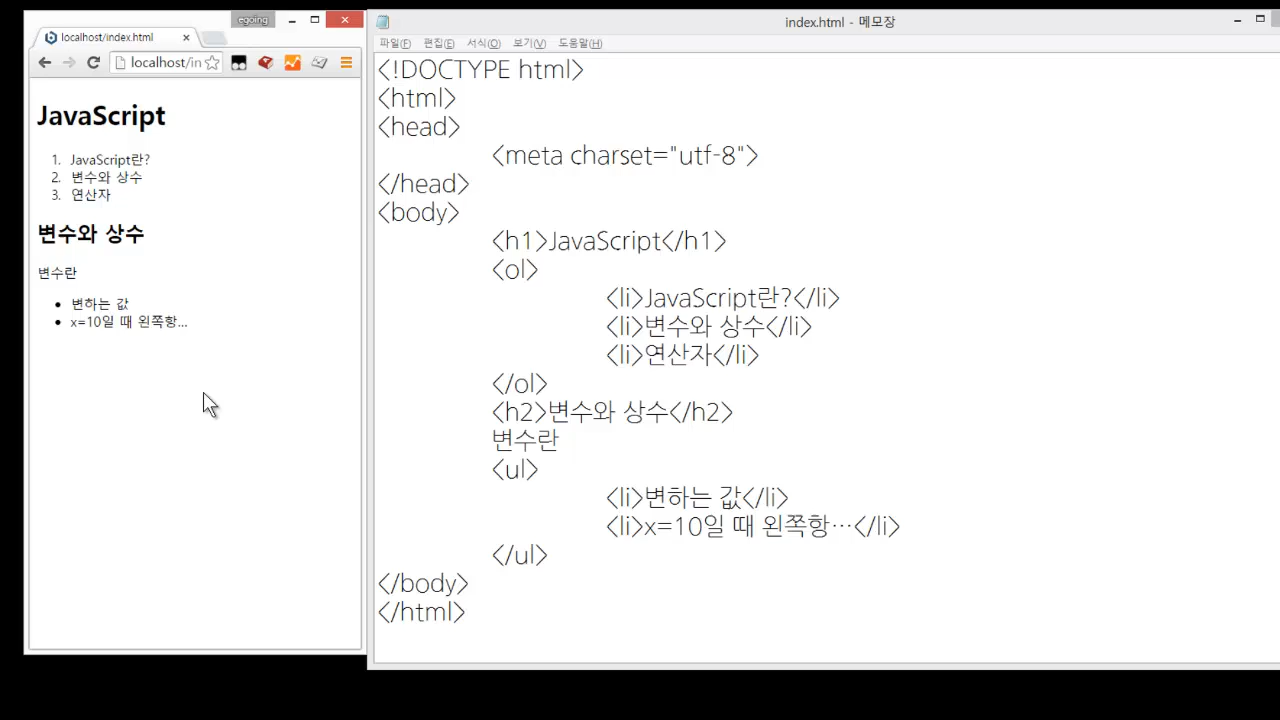 egoing
localhost/index.html
localhost/in
JavaScript
1. JavaScript란?
2. 변수와 상수
3. 연산자
변수와 상수
변수란
• 변하는 값
• x=10일 때 왼쪽항...
index.html - 메모장
파일(F) 편집(E) 서식(O) 보기(V) 도움말(H)
<!DOCTYPE html>
<html>
<head>
<meta charset="utf-8">
</head>
<body>
<h1>JavaScript</h1>
<ol>
<li>JavaScript란?</li>
<li>변수와 상수</li>
<li>연산자</li>
</ol>
<h2>변수와 상수</h2>
변수란
<ul>
<li>변하는 값</li>
<li>x=10일 때 왼쪽항…</li>
</ul>
</body>
</html>